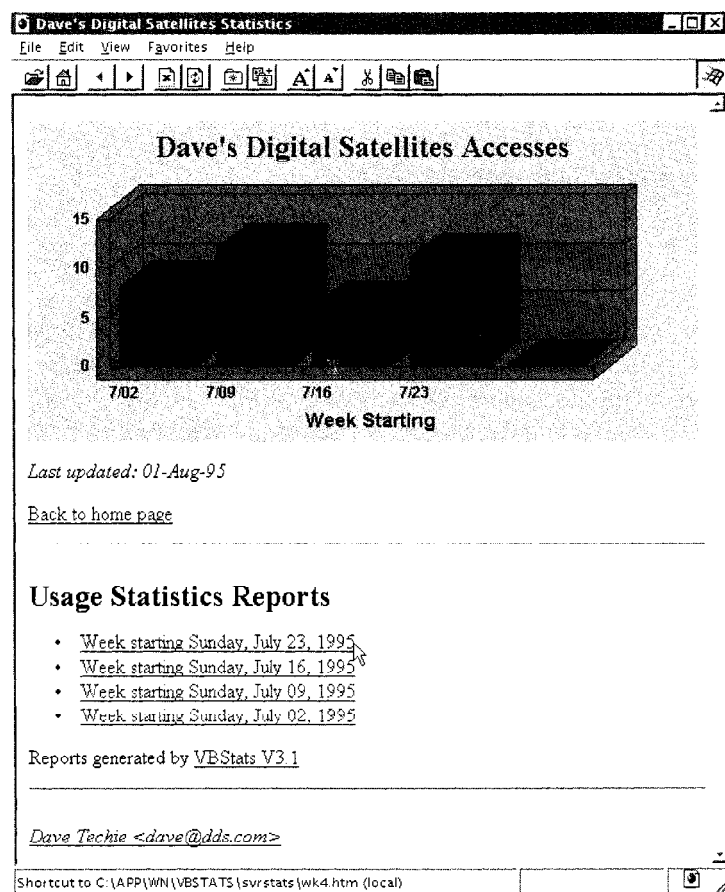 Dave's Digital Satellites Statistics
File Edit View Favorites Help
Dave's Digital Satellites Accesses
15
10
5
0
7/02 7/09 7/16 7/23
Week Starting
Last updated: 01-Aug-95
Back to home page
Usage Statistics Reports
• Week starting Sunday, July 23, 1995
• Week starting Sunday, July 16, 1995
• Week starting Sunday, July 09, 1995
• Week starting Sunday, July 02, 1995
Reports generated by VBStats V3.1
Dave Techie <dave@dds.com>
Shortcut to C:\APP\WN\VBSTATS\svrstats\wk4.htm (local)